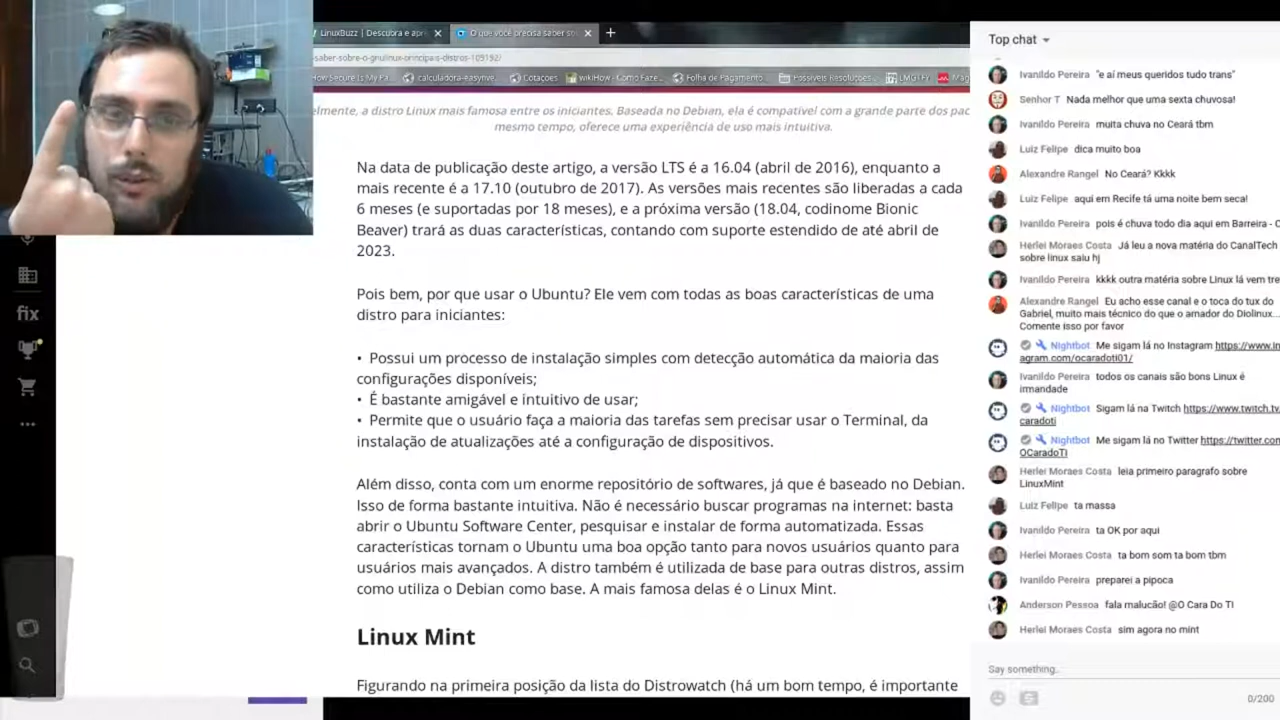 LinuxBuzz | Descubra e apr
O que você precisa saber so
-saber-sobre-o-gnulinux-principais-distros-109192/
HowSecure Is My Pa
calculadora-easynve
Cotações
wikiHow - Como Faze
Folha de Pagamento
Possíveis Resoluçõe
LMGTFY
Mag
elmente, a distro Linux mais famosa entre os iniciantes. Baseada no Debian, ela é compatível com a grande parte dos pac
mesmo tempo, oferece uma experiência de uso mais intuitiva.
Na data de publicação deste artigo, a versão LTS é a 16.04 (abril de 2016), enquanto a
mais recente é a 17.10 (outubro de 2017). As versões mais recentes são liberadas a cada
6 meses (e suportadas por 18 meses), e a próxima versão (18.04, codinome Bionic
Beaver) trará as duas características, contando com suporte estendido de até abril de
2023.
fix
Pois bem, por que usar o Ubuntu? Ele vem com todas as boas características de uma
distro para iniciantes:
• Possui um processo de instalação simples com detecção automática da maioria das
configurações disponíveis;
• É bastante amigável e intuitivo de usar;
• Permite que o usuário faça a maioria das tarefas sem precisar usar o Terminal, da
instalação de atualizações até a configuração de dispositivos.
Além disso, conta com um enorme repositório de softwares, já que é baseado no Debian.
Isso de forma bastante intuitiva. Não é necessário buscar programas na internet: basta
abrir o Ubuntu Software Center, pesquisar e instalar de forma automatizada. Essas
características tornam o Ubuntu uma boa opção tanto para novos usuários quanto para
usuários mais avançados. A distro também é utilizada de base para outras distros, assim
como utiliza o Debian como base. A mais famosa delas é o Linux Mint.
Linux Mint
Figurando na primeira posição da lista do Distrowatch (há um bom tempo, é importante
Top chat
Ivanildo Pereira "e aí meus queridos tudo trans"
Senhor T Nada melhor que uma sexta chuvosa!
Ivanildo Pereira muita chuva no Ceará tbm
Luiz Felipe dica muito boa
Alexandre Rangel No Ceará? Kkkk
Luiz Felipe aqui em Recife tá uma noite bem seca!
Ivanildo Pereira pois é chuva todo dia aqui em Barreira - C
Herlei Moraes Costa Já leu a nova matéria do CanalTech
sobre linux saiu hj
Ivanildo Pereira kkkk outra matéria sobre Linux lá vem tre
Alexandre Rangel Eu acho esse canal e o toca do tux do
Gabriel, muito mais técnico do que o amador do Diolinux...
Comente isso por favor
Nightbot Me sigam lá no Instagram https://www.in
agram.com/ocaradoti01/
Ivanildo Pereira todos os canais são bons Linux é
irmandade
Nightbot Sigam lá na Twitch https://www.twitch.tv
caradoti
Nightbot Me sigam lá no Twitter https://twitter.com
OCaradoTI
Herlei Moraes Costa leia primeiro paragrafo sobre
LinuxMint
Luiz Felipe ta massa
Ivanildo Pereira ta OK por aqui
Herlei Moraes Costa ta bom som ta bom tbm
Ivanildo Pereira preparei a pipoca
Anderson Pessoa fala malucão! @O Cara Do TI
Herlei Moraes Costa sim agora no mint
Say something...
0/200